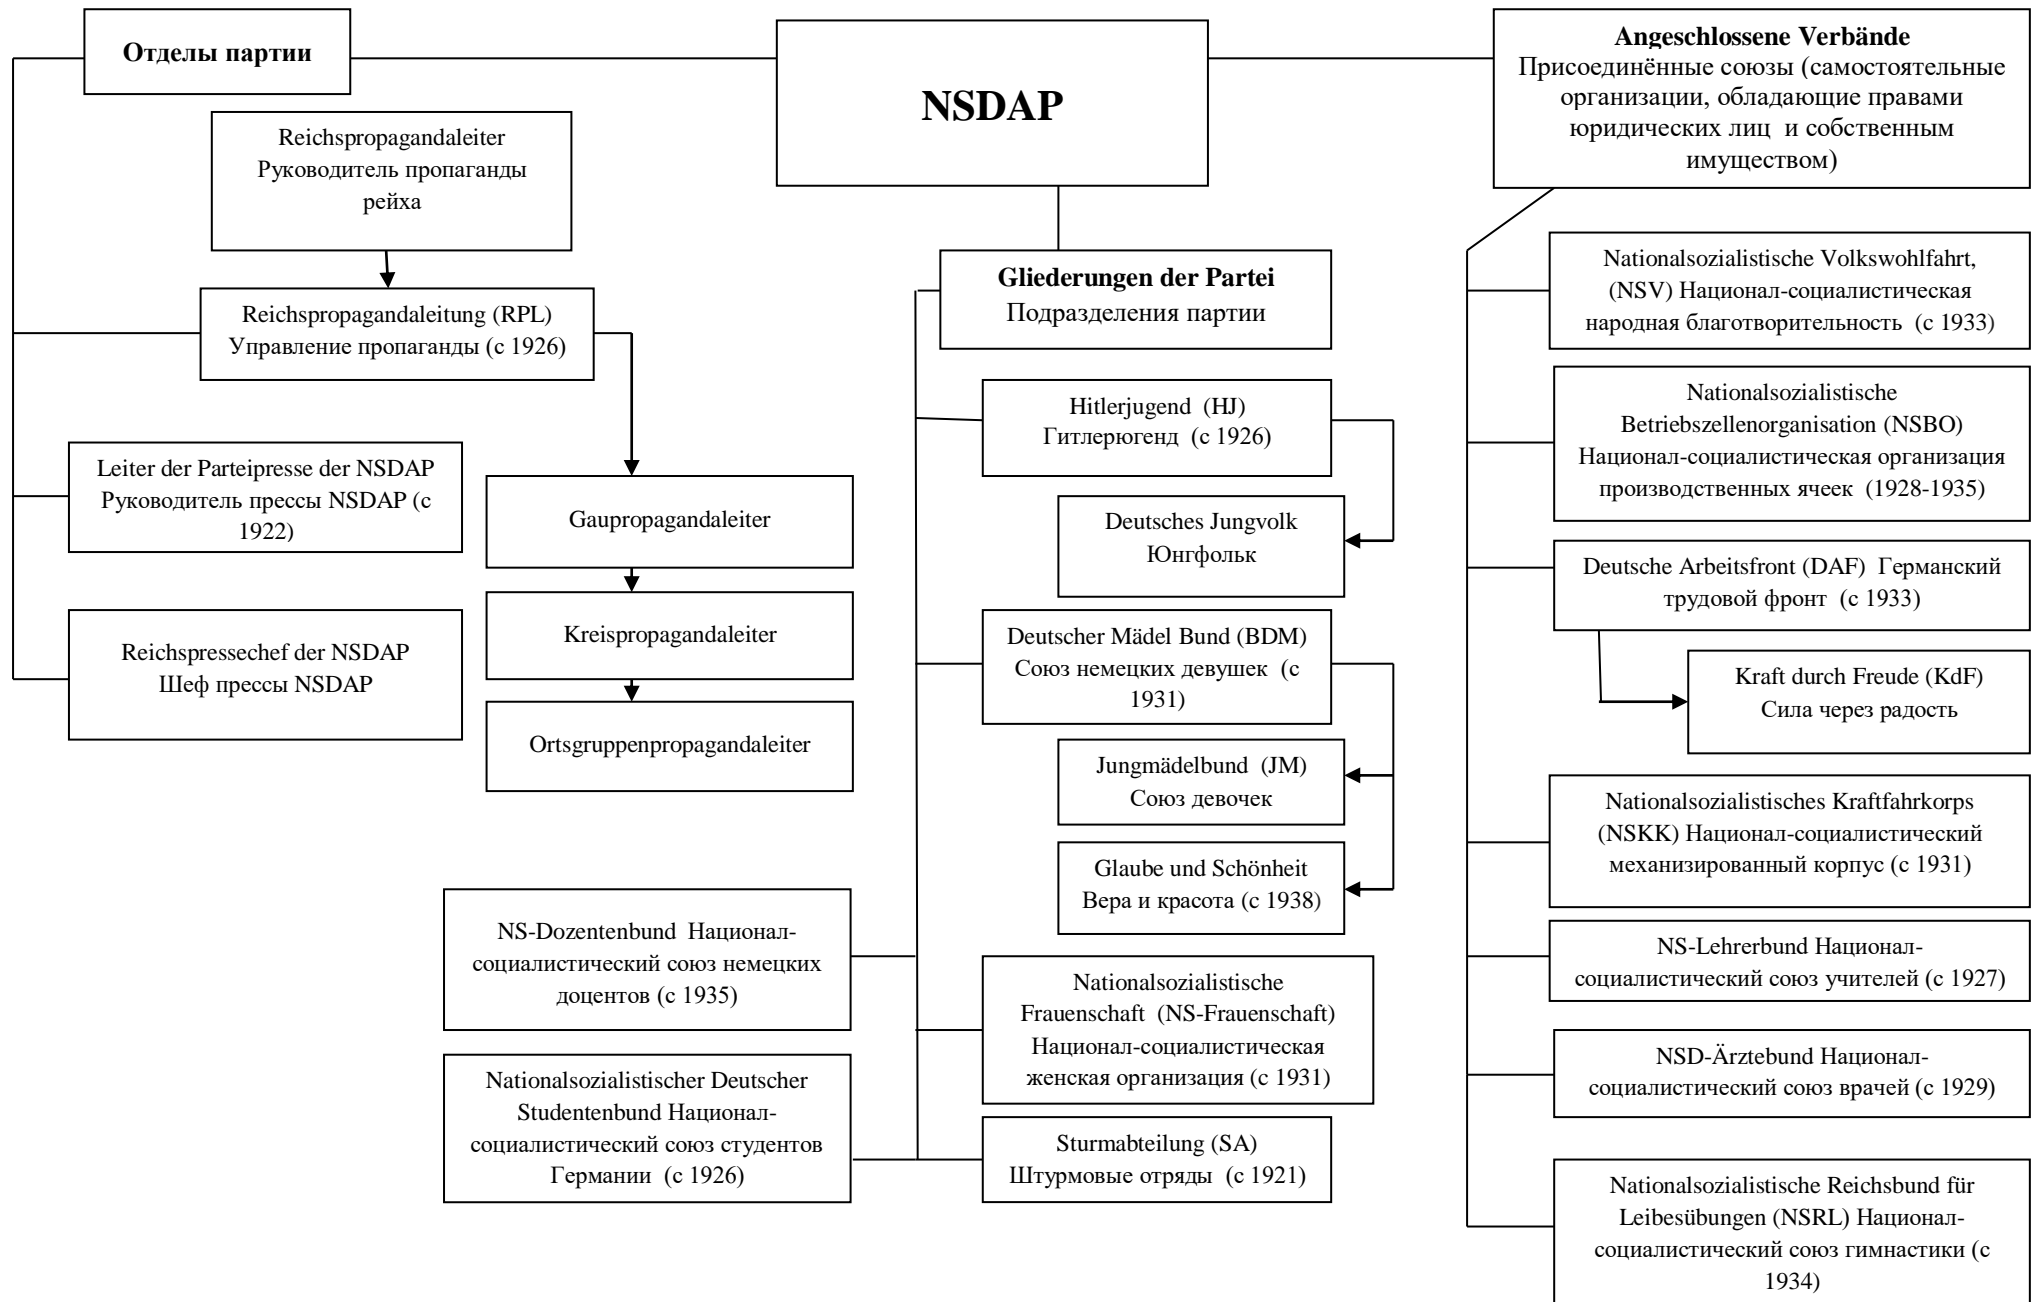 Отделы партии
NSDAP
Angeschlossene Verbände
Присоединённые союзы (самостоятельные
организации, обладающие правами
юридических лиц и собственным
имуществом)
Reichspropagandaleiter
Руководитель пропаганды
рейха
Reichspropagandaleitung (RPL)
Управление пропаганды (с 1926)
Leiter der Parteipresse der NSDAP
Руководитель прессы NSDAP (с
1922)
Reichspressechef der NSDAP
Шеф прессы NSDAP
Gaupropagandaleiter
Kreispropagandaleiter
Ortsgruppenpropagandaleiter
Gliederungen der Partei
Подразделения партии
Hitlerjugend (HJ)
Гитлерюгенд (с 1926)
Deutsches Jungvolk
Юнгфольк
Deutscher Mädel Bund (BDM)
Союз немецких девушек (с
1931)
Jungmädelbund (JM)
Союз девочек
Glaube und Schönheit
Вера и красота (с 1938)
NS-Dozentenbund Национал-
социалистический союз немецких
доцентов (с 1935)
Nationalsozialistische
Frauenschaft (NS-Frauenschaft)
Национал-социалистическая
женская организация (с 1931)
Nationalsozialistischer Deutscher
Studentenbund Национал-
социалистический союз студентов
Германии (с 1926)
Sturmabteilung (SA)
Штурмовые отряды (с 1921)
Nationalsozialistische Volkswohlfahrt,
(NSV) Национал-социалистическая
народная благотворительность (с 1933)
Nationalsozialistische
Betriebszellenorganisation (NSBO)
Национал-социалистическая организация
производственных ячеек (1928-1935)
Deutsche Arbeitsfront (DAF) Германский
трудовой фронт (с 1933)
Kraft durch Freude (KdF)
Сила через радость
Nationalsozialistisches Kraftfahrkorps
(NSKK) Национал-социалистический
механизированный корпус (с 1931)
NS-Lehrerbund Национал-
социалистический союз учителей (с 1927)
NSD-Ärztebund Национал-
социалистический союз врачей (с 1929)
Nationalsozialistische Reichsbund für
Leibesübungen (NSRL) Национал-
социалистический союз гимнастики (с
1934)